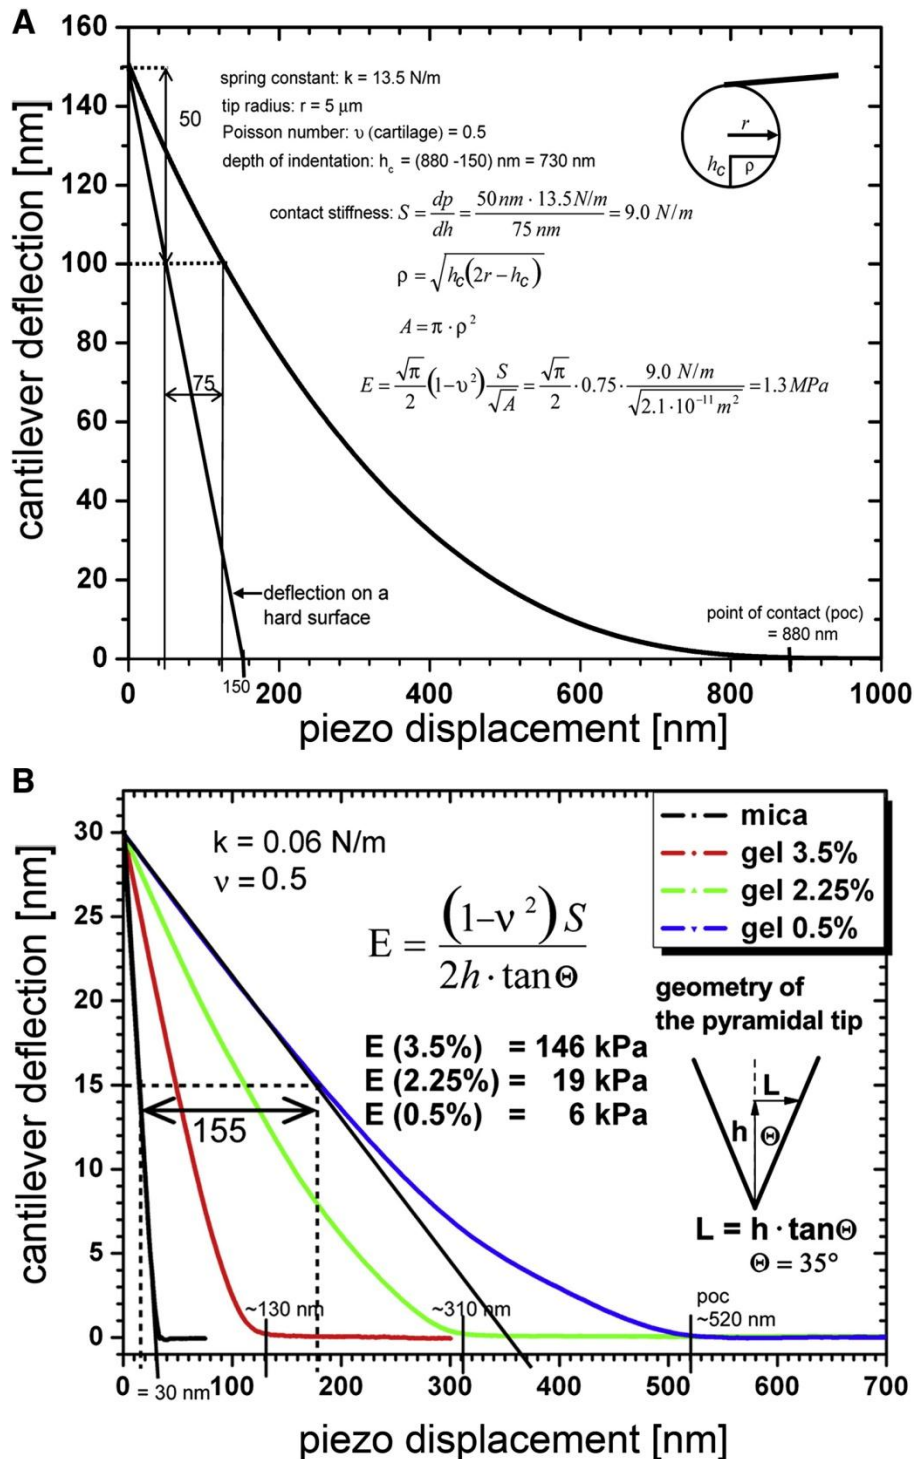 A
160
140
120
100
80
60
40
20
0
cantilever deflection [nm]
50
75
spring constant: k = 13.5 N/m
tip radius: r = 5 μm
Poisson number: υ (cartilage) = 0.5
depth of indentation: h_c = (880 -150) nm = 730 nm
contact stiffness: S = dp/dh = 50 nm · 13.5 N/m / 75 nm = 9.0 N/m
ρ = √(h_C(2r − h_C))
A = π · ρ²
E = √π/2 (1−υ²) S/√A = √π/2 · 0.75 · 9.0 N/m / √(2.1·10⁻¹¹ m²) = 1.3 MPa
r
h_C ρ
deflection on a
hard surface
point of contact (poc)
= 880 nm
0 150 200 400 600 800 1000
piezo displacement [nm]
B
30
25
20
15
10
5
0
cantilever deflection [nm]
k = 0.06 N/m
ν = 0.5
E = (1−ν²) S / 2h · tanΘ
E (3.5%) = 146 kPa
E (2.25%) = 19 kPa
E (0.5%) = 6 kPa
155
mica
gel 3.5%
gel 2.25%
gel 0.5%
geometry of
the pyramidal tip
L
h Θ
L = h · tanΘ
Θ = 35°
~130 nm
~310 nm
poc
~520 nm
0 100 200 300 400 500 600 700
= 30 nm
piezo displacement [nm]